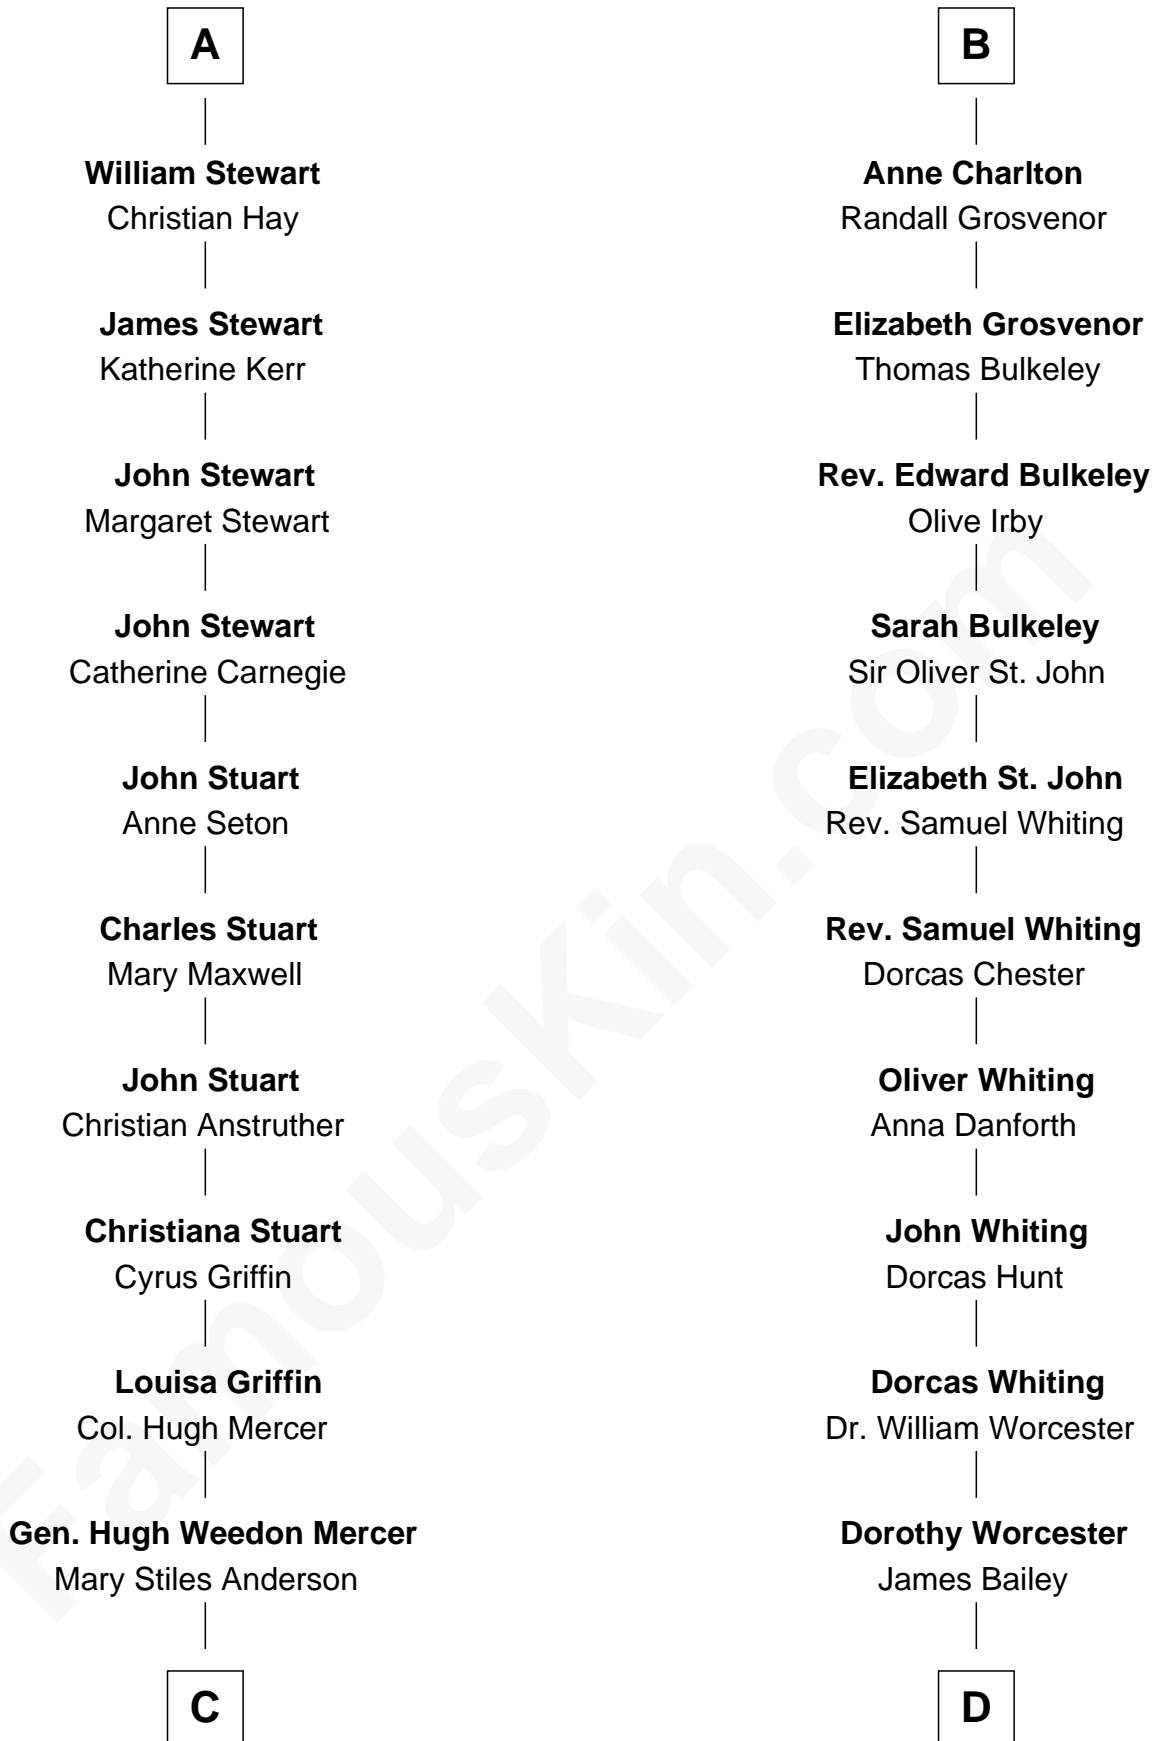 A
William Stewart
Christian Hay
James Stewart
Katherine Kerr
John Stewart
Margaret Stewart
John Stewart
Catherine Carnegie
John Stuart
Anne Seton
Charles Stuart
Mary Maxwell
John Stuart
Christian Anstruther
Christiana Stuart
Cyrus Griffin
Louisa Griffin
Col. Hugh Mercer
Gen. Hugh Weedon Mercer
Mary Stiles Anderson
C
B
Anne Charlton
Randall Grosvenor
Elizabeth Grosvenor
Thomas Bulkeley
Rev. Edward Bulkeley
Olive Irby
Sarah Bulkeley
Sir Oliver St. John
Elizabeth St. John
Rev. Samuel Whiting
Rev. Samuel Whiting
Dorcas Chester
Oliver Whiting
Anna Danforth
John Whiting
Dorcas Hunt
Dorcas Whiting
Dr. William Worcester
Dorothy Worcester
James Bailey
D
FamousKin.com